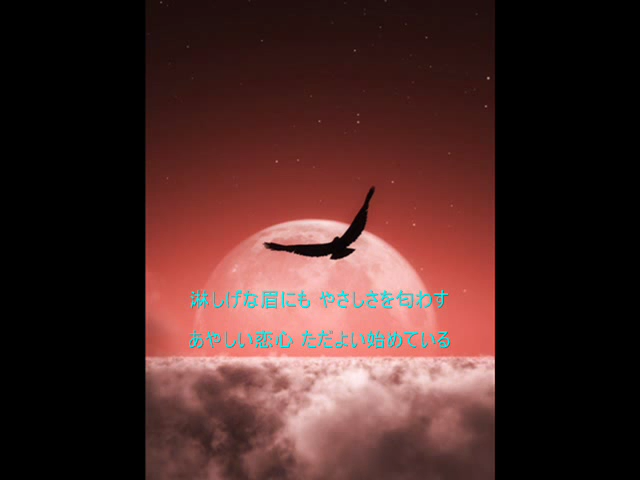 淋しげな眉にも やさしさを匂わす
あやしい恋心 ただよい始めている